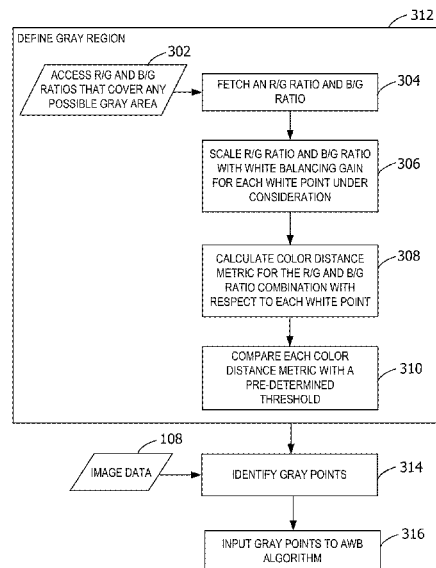 312
DEFINE GRAY REGION
302
ACCESS R/G AND B/G
RATIOS THAT COVER ANY
POSSIBLE GRAY AREA
FETCH AN R/G RATIO AND B/G
RATIO
304
SCALE R/G RATIO AND B/G RATIO
WITH WHITE BALANCING GAIN
FOR EACH WHITE POINT UNDER
CONSIDERATION
306
CALCULATE COLOR DISTANCE
METRIC FOR THE R/G AND B/G
RATIO COMBINATION WITH
RESPECT TO EACH WHITE POINT
308
COMPARE EACH COLOR
DISTANCE METRIC WITH A
PRE-DETERMINED
THRESHOLD
310
108
IMAGE DATA
IDENTIFY GRAY POINTS
314
INPUT GRAY POINTS TO AWB
ALGORITHM
316